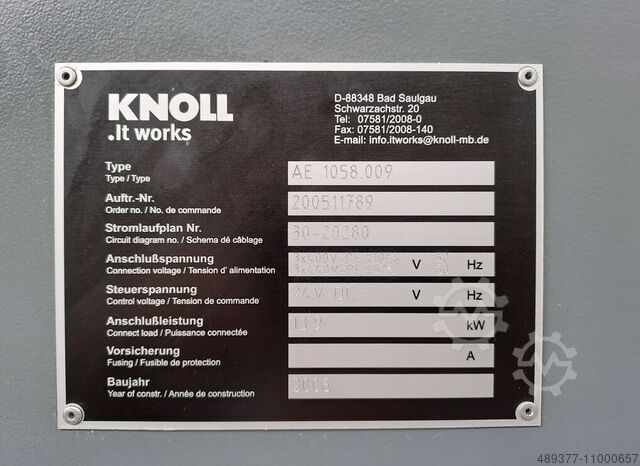 KNOLL
.It works
D-88348 Bad Saulgau
Schwarzachstr. 20
Tel: 07581/2008-0
Fax: 07581/2008-140
E-mail: info.itworks@knoll-mb.de
Type AE 1058.009
Type / Type
Auftr.-Nr. 200511789
Order no. / No. de commande
Stromlaufplan Nr. 30-20280
Circuit diagram no. / Schema dé câblage
Anschlußspannung V Hz
Connection voltage / Tension d' alimentation
Steuerspannung 24V DC V Hz
Control voltage / Tension de commande
Anschlußleistung kW
Connect load / Puissance connectée
Vorsicherung A
Fusing / Fusible de protection
Baujahr 2006
Year of constr. / Année de construction
489377-11000657